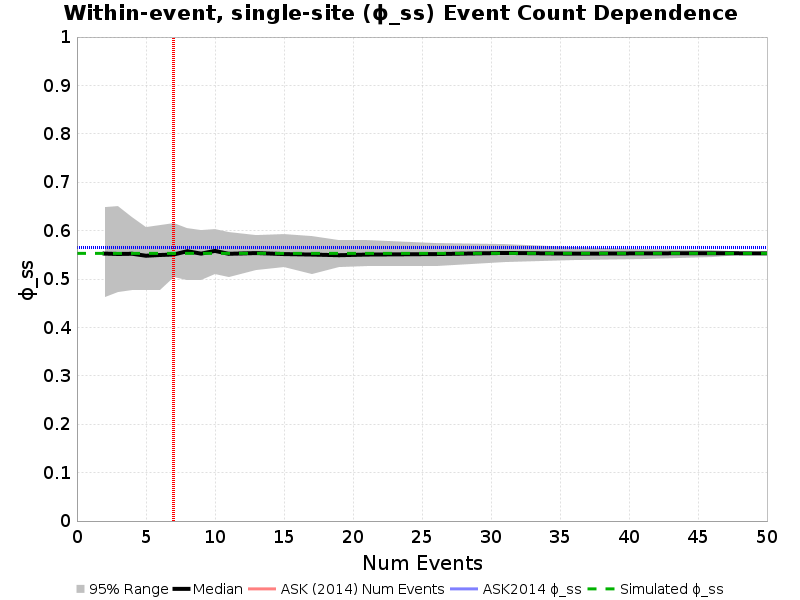 Within-event, single-site (ϕ_ss) Event Count Dependence
1
0.9
0.8
0.7
0.6
0.5
0.4
0.3
0.2
0.1
0
ϕ_ss
0 5 10 15 20 25 30 35 40 45 50
Num Events
95% Range Median ASK (2014) Num Events ASK2014 ϕ_ss Simulated ϕ_ss